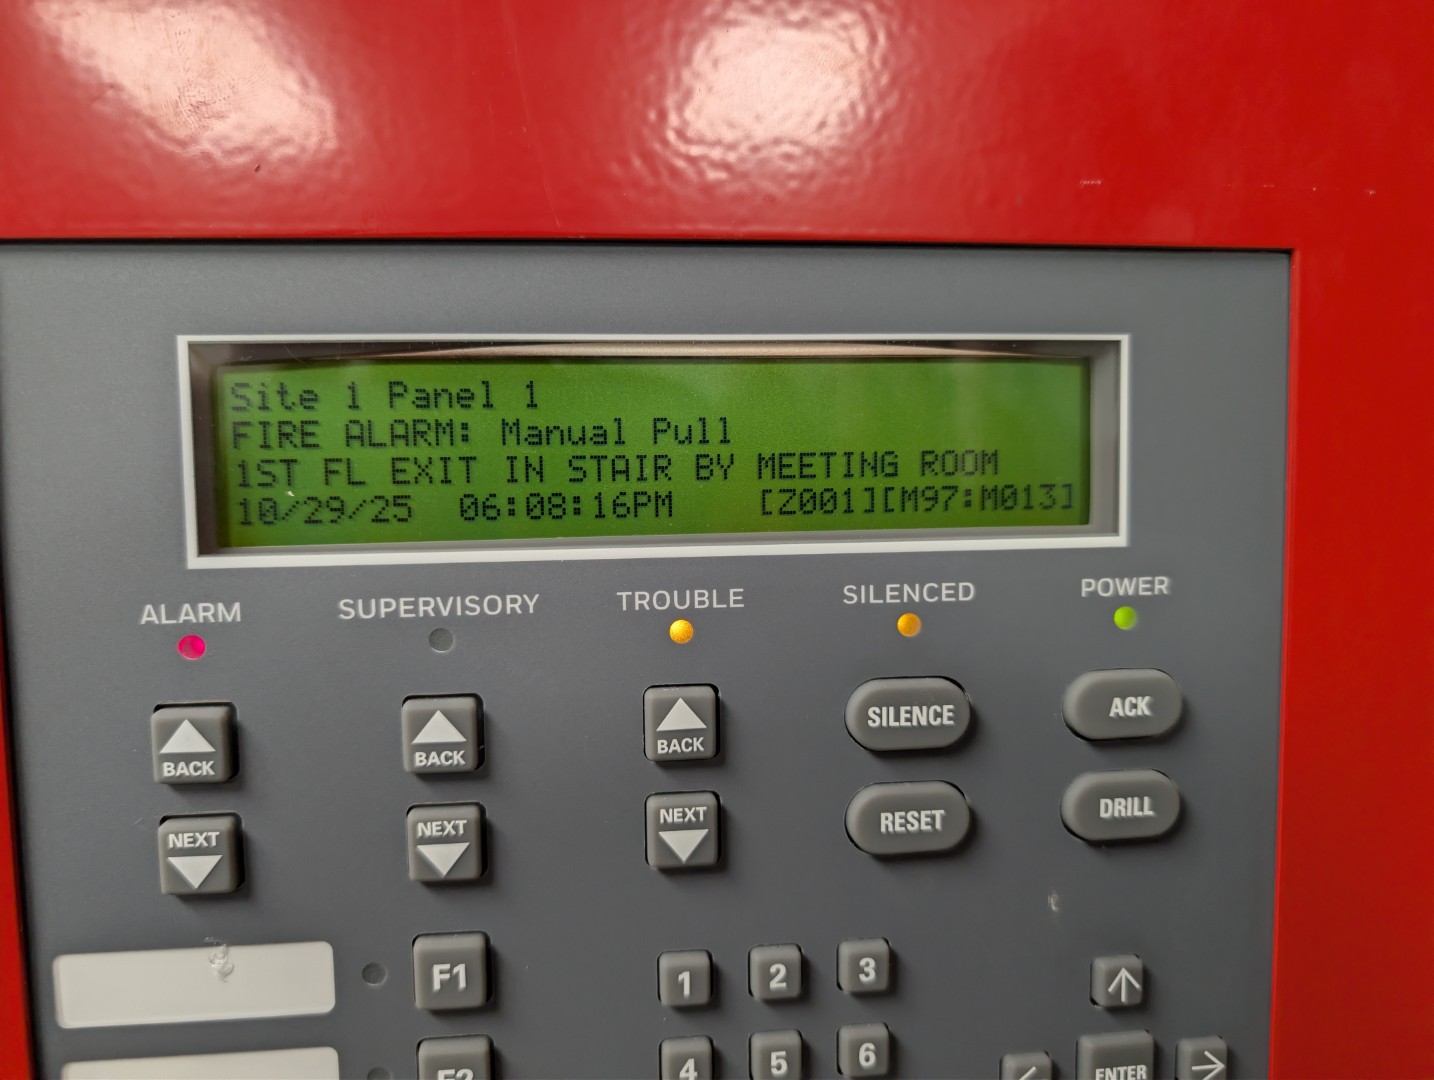 Site 1 Panel 1
FIRE ALARM: Manual Pull
1ST FL EXIT IN STAIR BY MEETING ROOM
10/29/25 06:08:16PM [Z001][M97:M013]
ALARM SUPERVISORY TROUBLE SILENCED POWER
BACK BACK BACK SILENCE ACK
NEXT NEXT NEXT RESET DRILL
F1 1 2 3
F2 4 5 6 ENTER